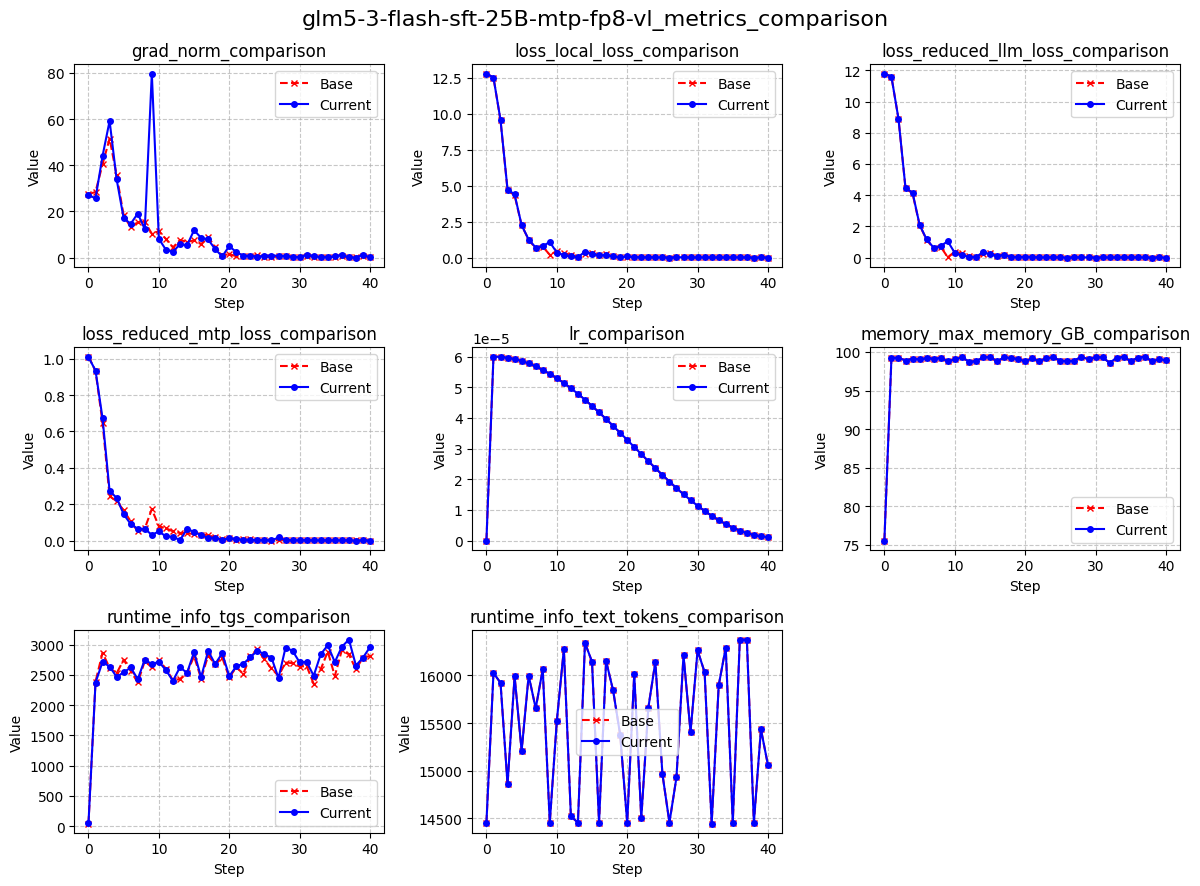 glm5-3-flash-sft-25B-mtp-fp8-vl_metrics_comparison
grad_norm_comparison
80
60
40
20
0
Value
0 10 20 30 40
Step
Base
Current
loss_local_loss_comparison
12.5
10.0
7.5
5.0
2.5
0.0
Value
0 10 20 30 40
Step
Base
Current
loss_reduced_llm_loss_comparison
12
10
8
6
4
2
0
Value
0 10 20 30 40
Step
Base
Current
loss_reduced_mtp_loss_comparison
1.0
0.8
0.6
0.4
0.2
0.0
Value
0 10 20 30 40
Step
Base
Current
lr_comparison
1e−5
6
5
4
3
2
1
0
Value
0 10 20 30 40
Step
Base
Current
memory_max_memory_GB_comparison
100
95
90
85
80
75
Value
0 10 20 30 40
Step
Base
Current
runtime_info_tgs_comparison
3000
2500
2000
1500
1000
500
0
Value
0 10 20 30 40
Step
Base
Current
runtime_info_text_tokens_comparison
16000
15500
15000
14500
Value
0 10 20 30 40
Step
Base
Current